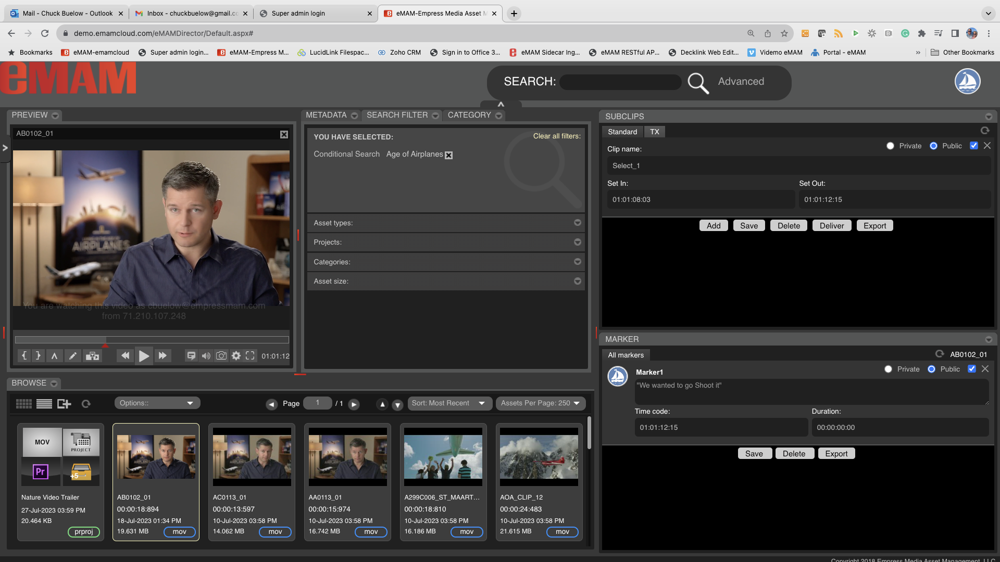 Mail - Chuck Buelow - Outlook
Inbox - chuckbuelow@gmail.co
Super admin login
eMAM-Empress Media Asset M
demo.emamcloud.com/eMAMDirector/Default.aspx#
Bookmarks
eMAM-emamcloud
Super admin login...
eMAM-Empress M...
LucidLink Filespac...
Zoho CRM
Sign in to Office 3...
eMAM Sidecar Ing...
eMAM RESTful AP...
Decklink Web Edit...
Videmo eMAM
Portal - eMAM
Other Bookmarks
eMAM
SEARCH:
Advanced
PREVIEW
AB0102_01
AIRPLANES
You are watching this video as cbuelow@empressmam.com
from 71.210.107.248
01:01:12
METADATA
SEARCH FILTER
CATEGORY
YOU HAVE SELECTED:
Clear all filters:
Conditional Search Age of Airplanes
Asset types:
Projects:
Categories:
Asset size:
SUBCLIPS
Standard
TX
Private
Public
Clip name:
Select_1
Set In:
Set Out:
01:01:08:03
01:01:12:15
Add
Save
Delete
Deliver
Export
MARKER
All markers
AB0102_01
Marker1
Private
Public
"We wanted to go Shoot it"
Time code:
Duration:
01:01:12:15
00:00:00:00
Save
Delete
Export
BROWSE
Options::
Page 1 / 1
Sort: Most Recent
Assets Per Page: 250
MOV
PROJECT
Pr
+5
Nature Video Trailer
27-Jul-2023 03:59 PM
20.464 KB
prproj
AB0102_01
00:00:18:894
18-Jul-2023 01:34 PM
19.631 MB
mov
AC0113_01
00:00:13:597
10-Jul-2023 03:58 PM
14.062 MB
mov
AA0113_01
00:00:15:974
10-Jul-2023 03:58 PM
16.742 MB
mov
A299C006_ST_MAART...
00:00:18:810
10-Jul-2023 03:58 PM
16.186 MB
mov
AOA_CLIP_12
00:00:24:483
10-Jul-2023 03:58 PM
21.615 MB
mov
Copyright 2018 Empress Media Asset Management, LLC